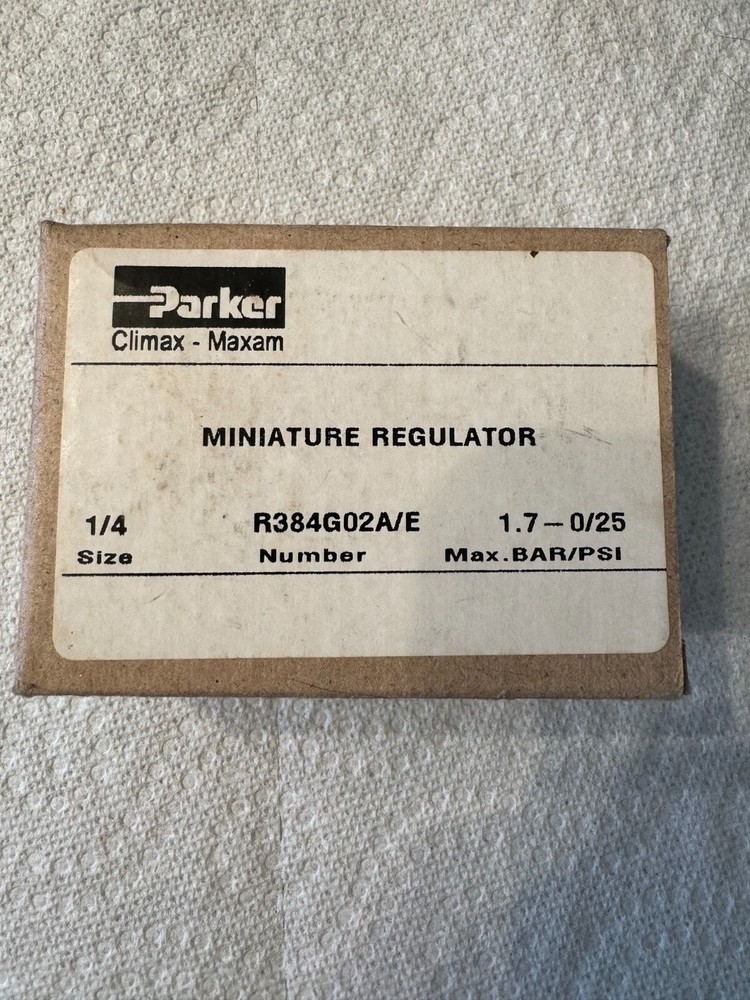 Parker
Climax - Maxam
MINIATURE REGULATOR
1/4 R384G02A/E 1.7-0/25
Size Number Max.BAR/PSI